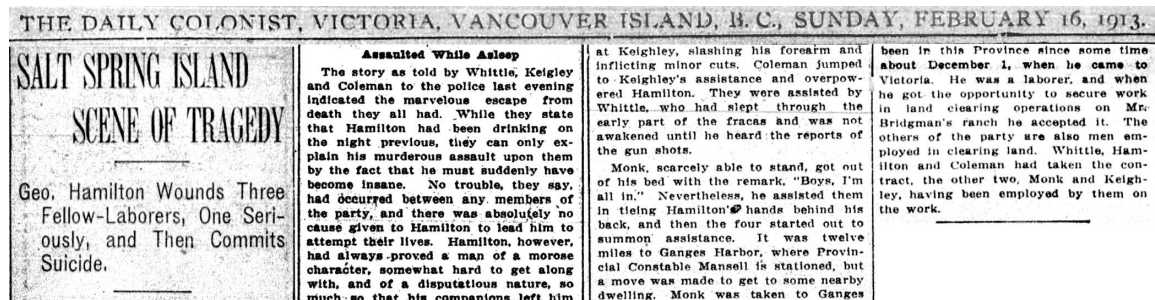 THE DAILY COLONIST, VICTORIA, VANCOUVER ISLAND, B. C., SUNDAY, FEBRUARY 16, 1913.
SALT SPRING ISLAND
SCENE OF TRAGEDY
Geo. Hamilton Wounds Three
Fellow-Laborers, One Seri-
ously, and Then Commits
Suicide.
Assaulted While Asleep
The story as told by Whittle, Keigley
and Coleman to the police last evening
indicated the marvelous escape from
death they all had. While they state
that Hamilton had been drinking on
the night previous, they can only ex-
plain his murderous assault upon them
by the fact that he must suddenly have
become insane. No trouble, they say,
had occurred between any members of
the party, and there was absolutely no
cause given to Hamilton to lead him to
attempt their lives. Hamilton, however,
had always proved a man of a morose
character, somewhat hard to get along
with, and of a disputatious nature, so
much so that his companions left him
at Keighley, slashing his forearm and
inflicting minor cuts. Coleman jumped
to Keighley's assistance and overpow-
ered Hamilton. They were assisted by
Whittle, who had slept through the
early part of the fracas and was not
awakened until he heard the reports of
the gun shots.
Monk, scarcely able to stand, got out
of his bed with the remark, "Boys, I'm
all in." Nevertheless, he assisted them
in tieing Hamilton's hands behind his
back, and then the four started out to
summon assistance. It was twelve
miles to Ganges Harbor, where Provin-
cial Constable Mansell is stationed, but
a move was made to get to some nearby
dwelling. Monk was taken to Ganges
been in this Province since some time
about December 1, when he came to
Victoria. He was a laborer, and when
he got the opportunity to secure work
in land clearing operations on Mr.
Bridgman's ranch he accepted it. The
others of the party are also men em-
ployed in clearing land. Whittle, Ham-
ilton and Coleman had taken the con-
tract, the other two, Monk and Keigh-
ley, having been employed by them on
the work.